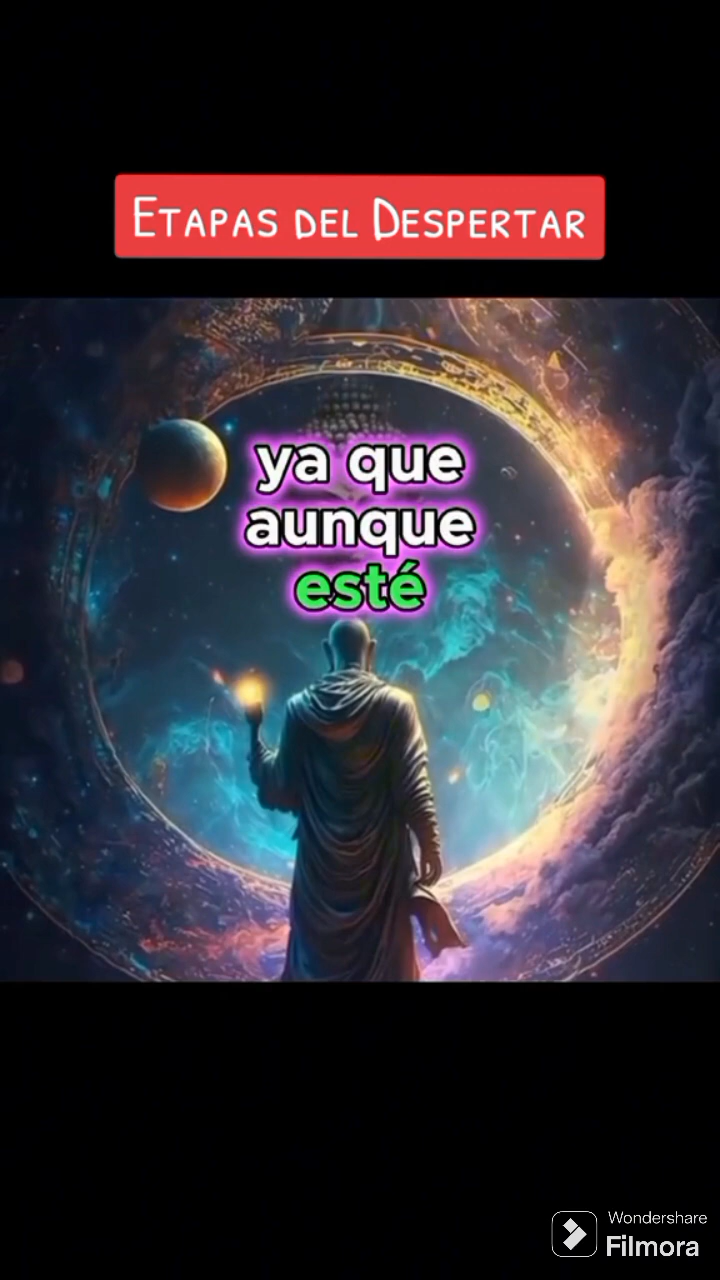 Etapas del Despertar
ya que
aunque
esté
Wondershare
Filmora